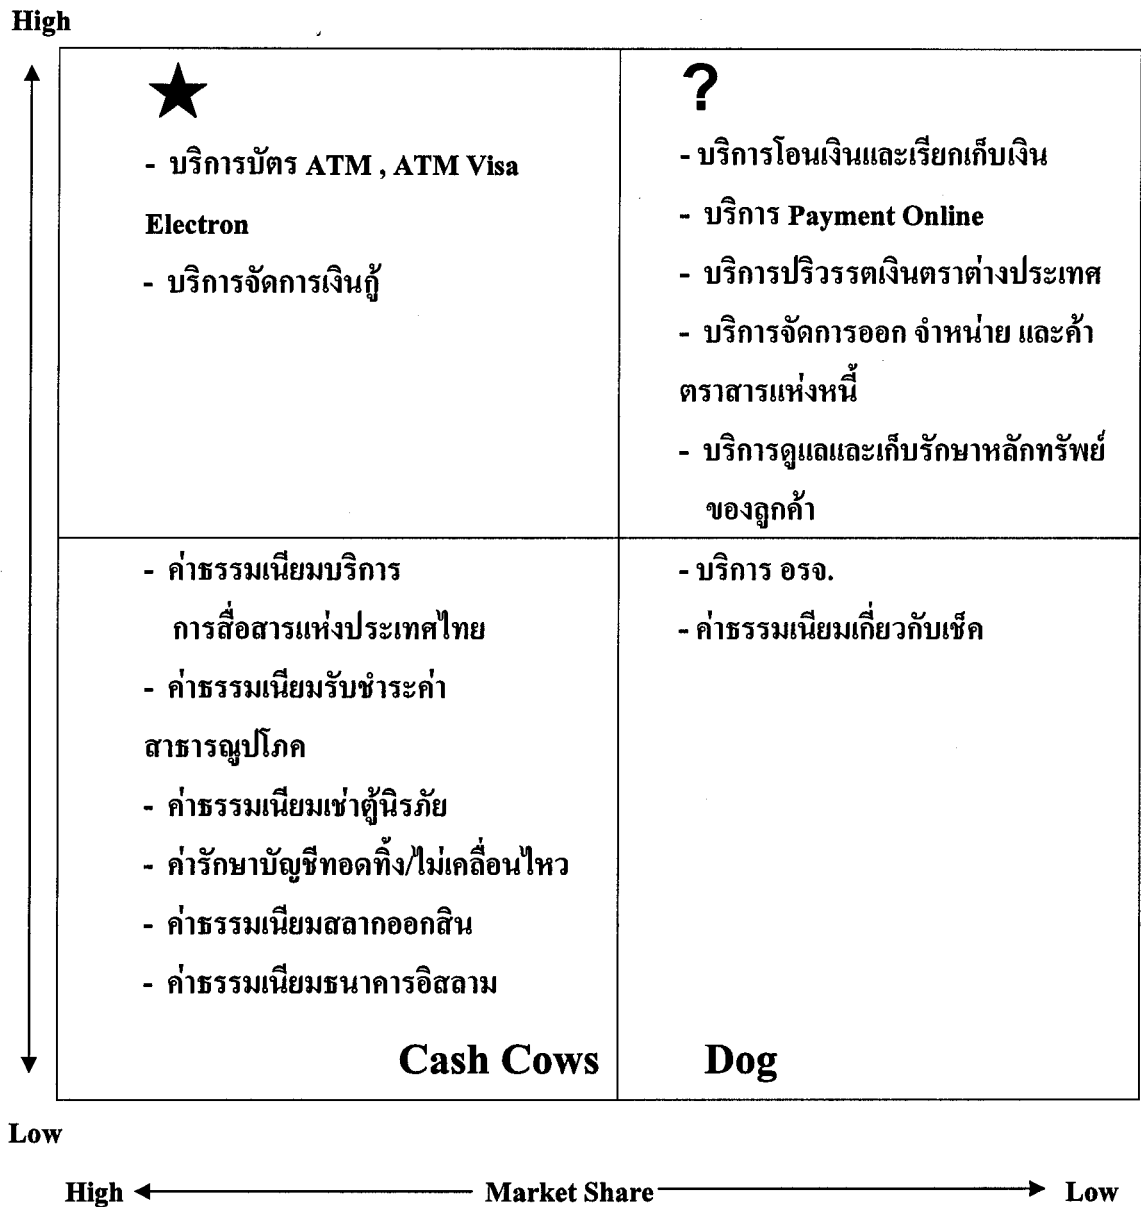 High
?
- บริการบัตร ATM , ATM Visa
Electron
- บริการจัดการเงินกู้
- บริการโอนเงินและเรียกเก็บเงิน
- บริการ Payment Online
- บริการปริวรรตเงินตราต่างประเทศ
- บริการจัดการออก จำหน่าย และค้า
ตราสารแห่งหนี้
- บริการดูแลและเก็บรักษาหลักทรัพย์
ของลูกค้า
- ค่าธรรมเนียมบริการ
การสื่อสารแห่งประเทศไทย
- ค่าธรรมเนียมรับชำระค่า
สาธารณูปโภค
- ค่าธรรมเนียมเช่าตู้นิรภัย
- ค่ารักษาบัญชีทอดทิ้ง/ไม่เคลื่อนไหว
- ค่าธรรมเนียมสลากออกสิน
- ค่าธรรมเนียมธนาคารอิสลาม
Cash Cows
- บริการ อรจ.
- ค่าธรรมเนียมเกี่ยวกับเช็ค
Dog
Low
High
Market Share
Low